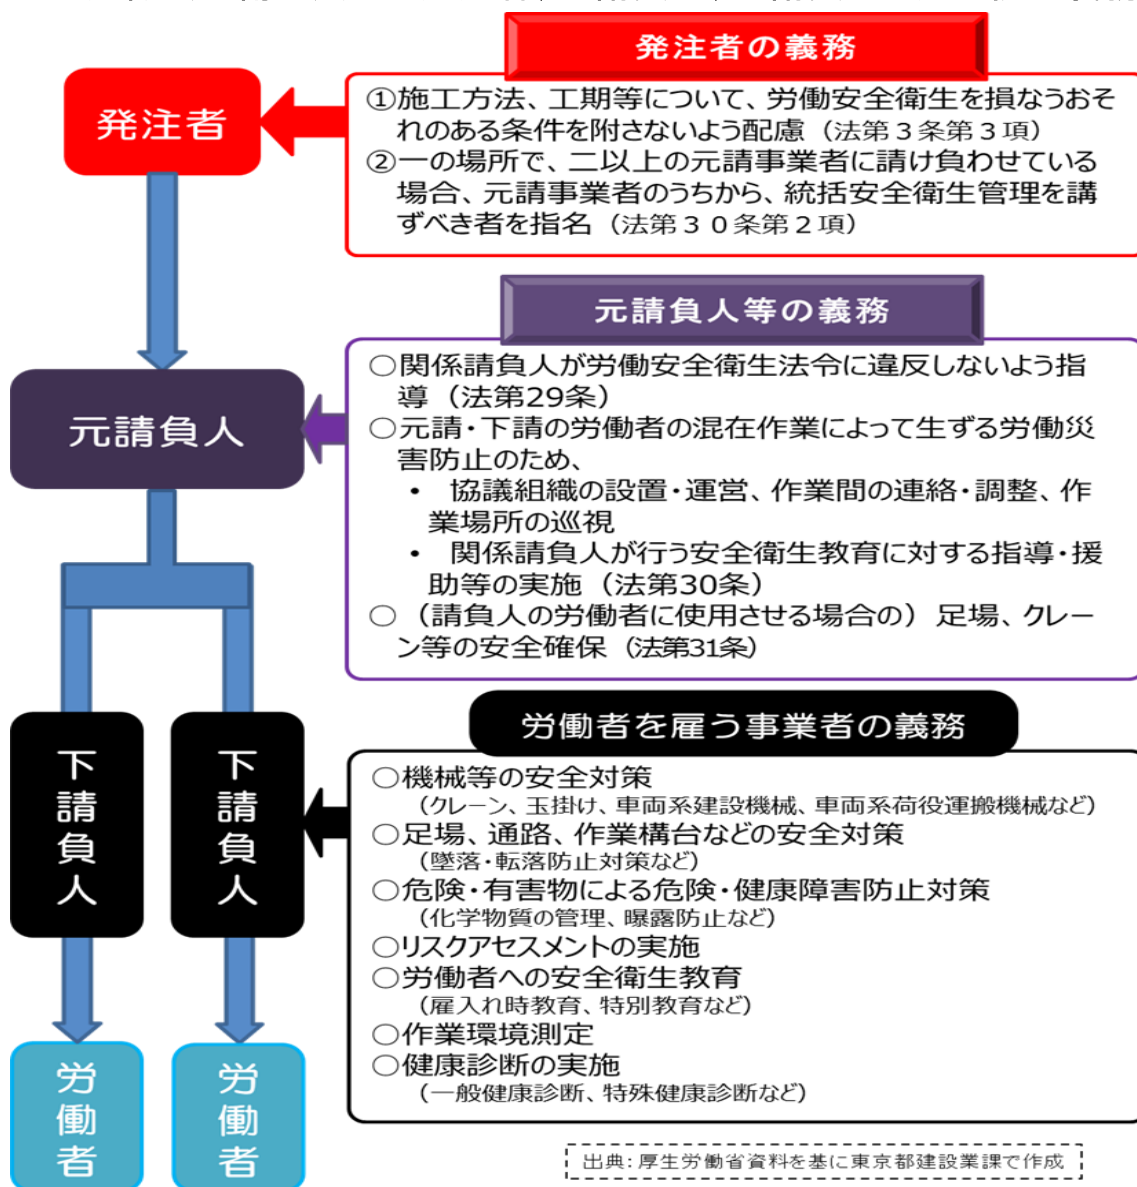 発注者の義務
発注者
①施工方法、工期等について、労働安全衛生を損なうおそ
れのある条件を附さないよう配慮（法第３条第３項）
②一の場所で、二以上の元請事業者に請け負わせている
場合、元請事業者のうちから、統括安全衛生管理を講
ずべき者を指名（法第３０条第２項）
元請負人等の義務
元請負人
○関係請負人が労働安全衛生法令に違反しないよう指
導（法第29条）
○元請・下請の労働者の混在作業によって生ずる労働災
害防止のため、
・ 協議組織の設置・運営、作業間の連絡・調整、作
業場所の巡視
・ 関係請負人が行う安全衛生教育に対する指導・援
助等の実施（法第30条）
○（請負人の労働者に使用させる場合の）足場、クレー
ン等の安全確保（法第31条）
労働者を雇う事業者の義務
下請負人
下請負人
○機械等の安全対策
（クレーン、玉掛け、車両系建設機械、車両系荷役運搬機械など）
○足場、通路、作業構台などの安全対策
（墜落・転落防止対策など）
○危険・有害物による危険・健康障害防止対策
（化学物質の管理、曝露防止など）
○リスクアセスメントの実施
○労働者への安全衛生教育
（雇入れ時教育、特別教育など）
○作業環境測定
○健康診断の実施
（一般健康診断、特殊健康診断など）
労働者
労働者
出典：厚生労働省資料を基に東京都建設業課で作成